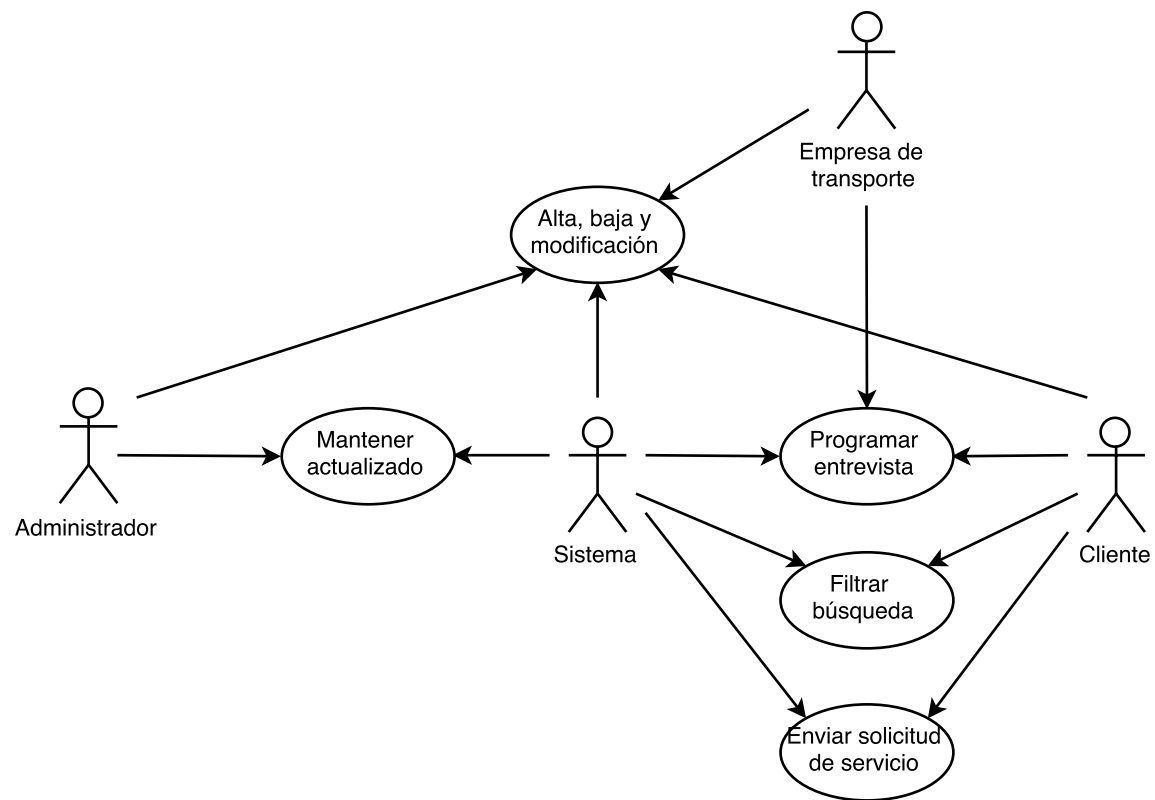 Empresa de
transporte
Alta, baja y
modificación
Mantener
actualizado
Programar
entrevista
Administrador
Sistema
Cliente
Filtrar
búsqueda
Enviar solicitud
de servicio